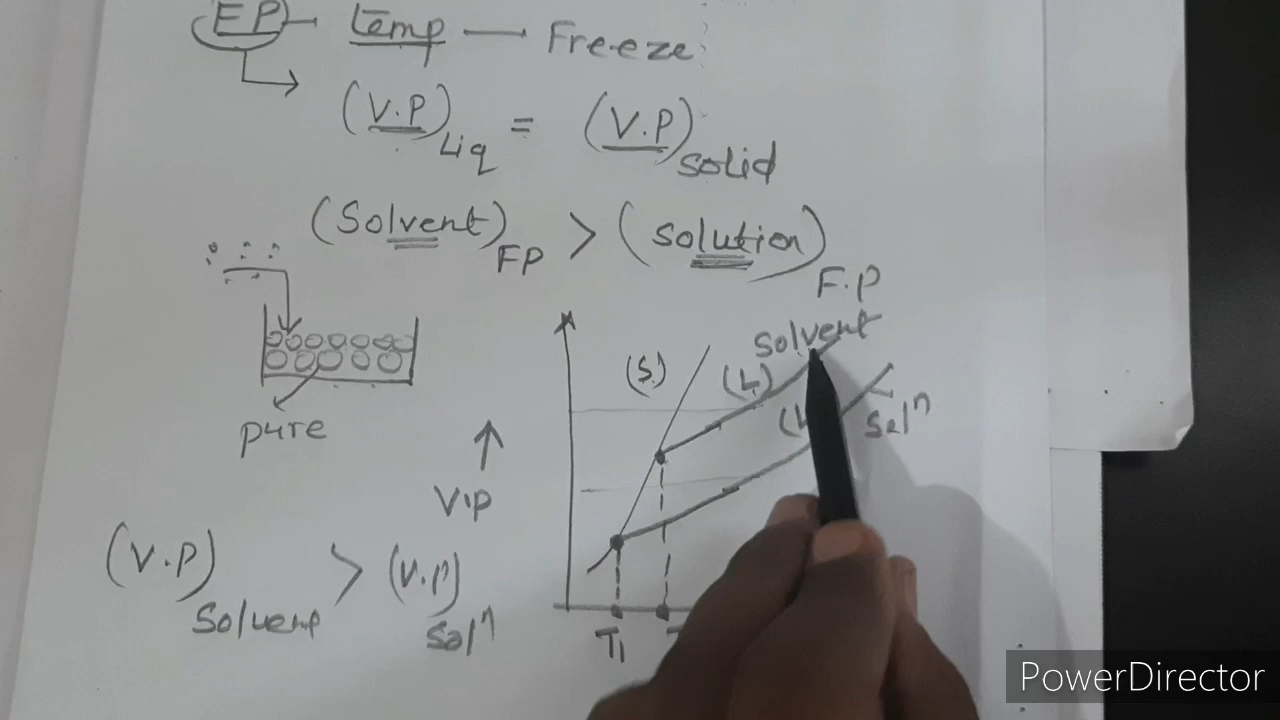 FP — temp — Freeze
(V.P)Liq = (V.P)Solid
(Solvent)FP > (Solution)F.P
Solvent
(S)
(L)
(L
Solⁿ
pure
V.P
(V.P)Solvent > (V.P)Solⁿ
T1
PowerDirector